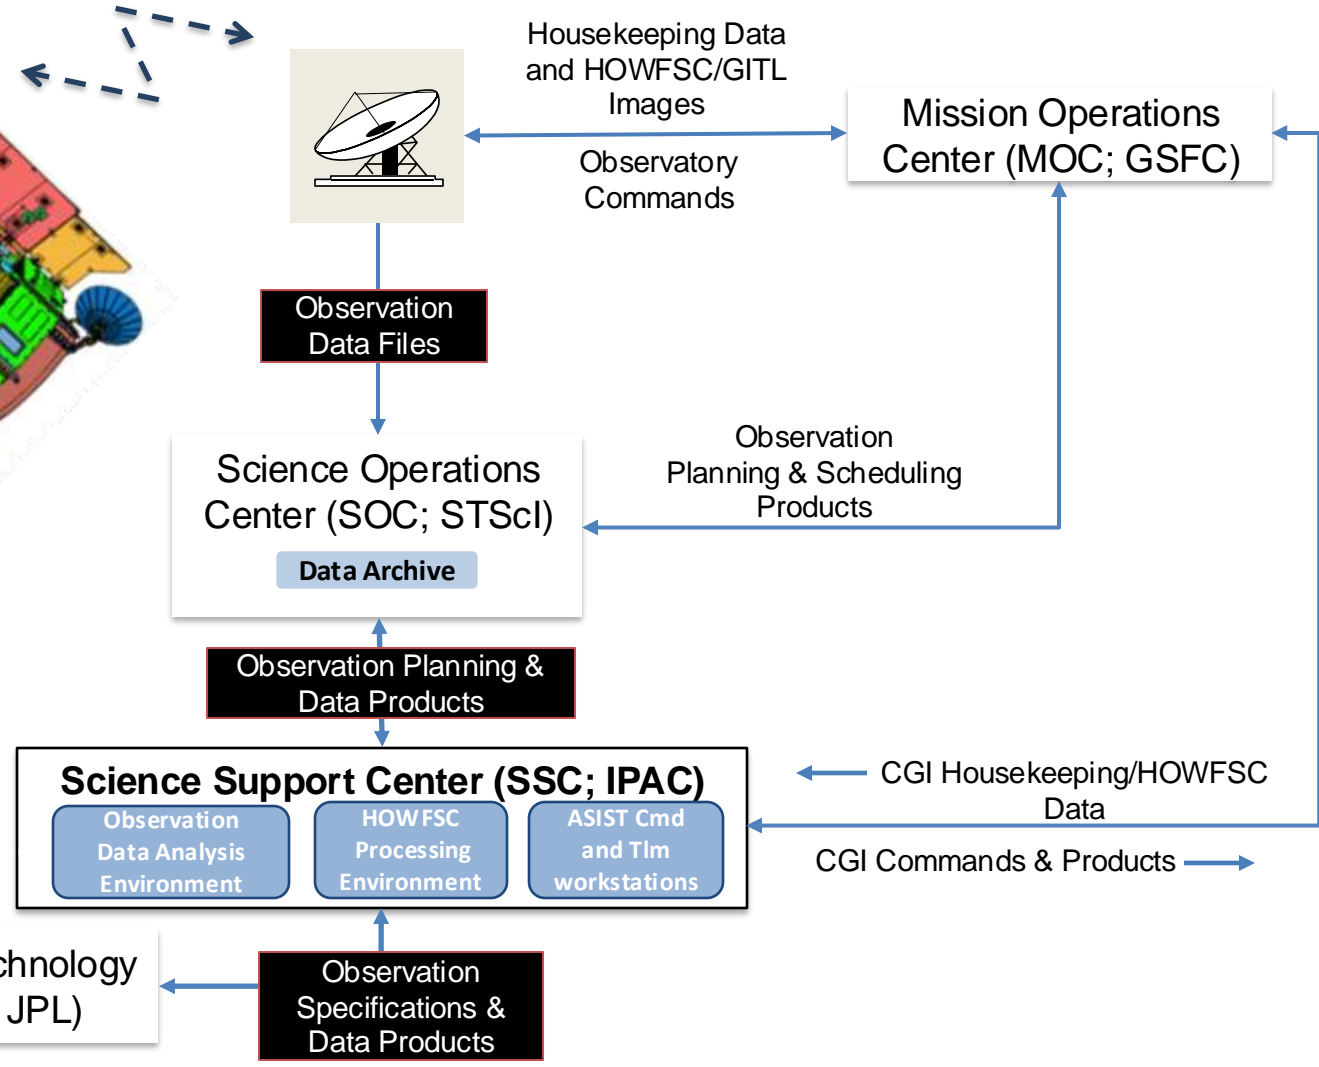 Housekeeping Data
and HOWFSC/GITL
Images
Mission Operations
Center (MOC; GSFC)
Observatory
Commands
Observation
Data Files
Observation
Planning & Scheduling
Products
Science Operations
Center (SOC; STScI)
Data Archive
Observation Planning &
Data Products
Science Support Center (SSC; IPAC)
Observation
Data Analysis
Environment
HOWFSC
Processing
Environment
ASIST Cmd
and Tlm
workstations
CGI Housekeeping/HOWFSC
Data
CGI Commands & Products
chnology
JPL)
Observation
Specifications &
Data Products